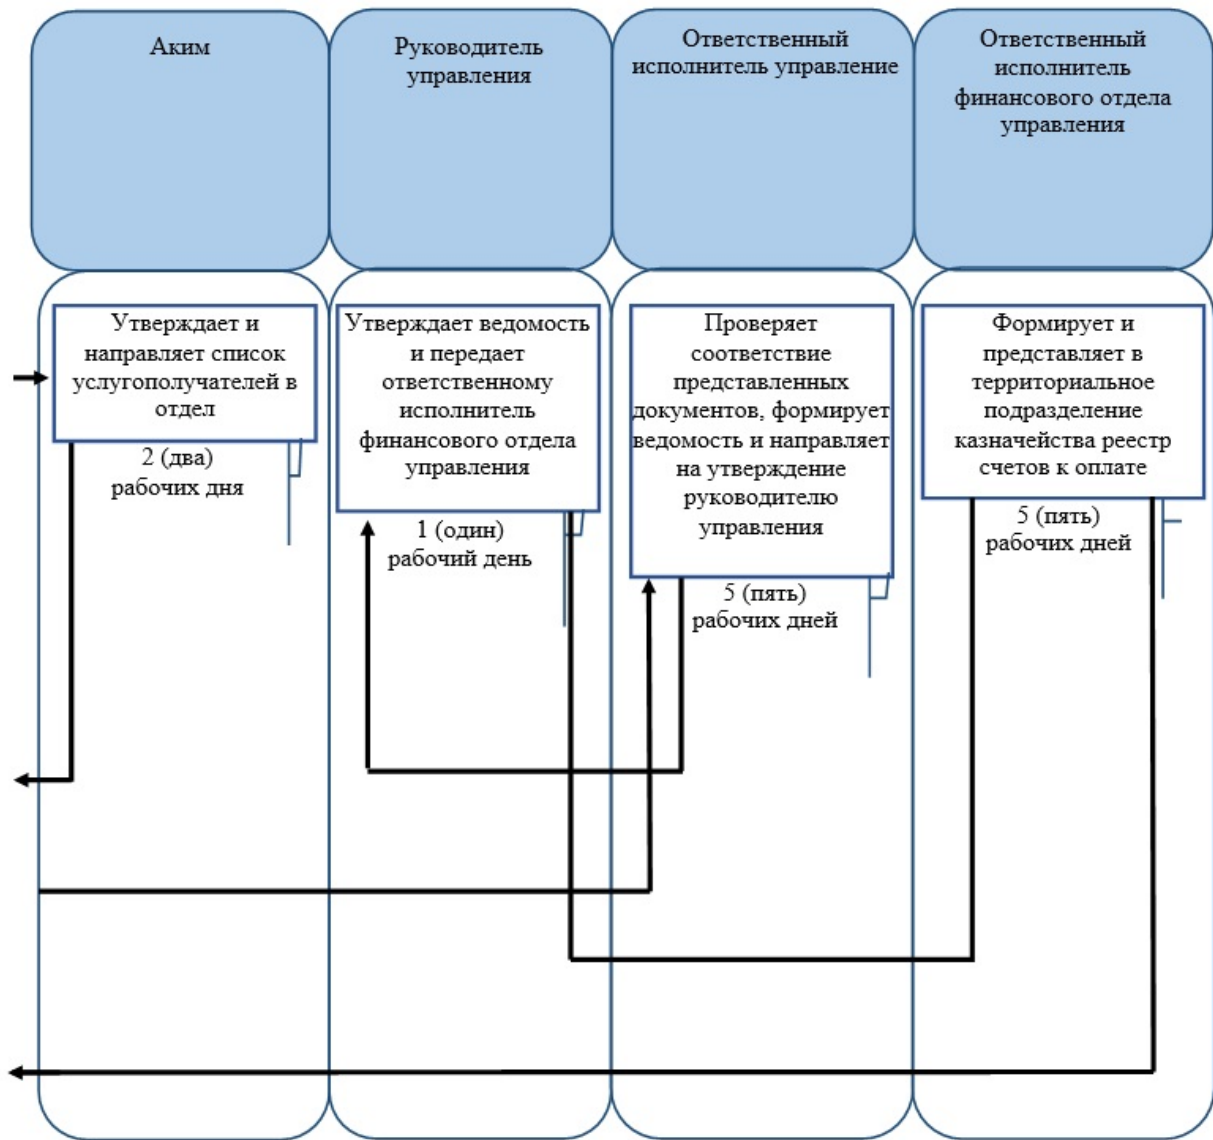 Аким
Руководитель
управления
Ответственный
исполнитель управление
Ответственный
исполнитель
финансового отдела
управления
Утверждает и
направляет список
услугополучателей в
отдел
2 (два)
рабочих дня
Утверждает ведомость
и передает
ответственному
исполнитель
финансового отдела
управления
1 (один)
рабочий день
Проверяет
соответствие
представленных
документов, формирует
ведомость и направляет
на утверждение
руководителю
управления
5 (пять)
рабочих дней
Формирует и
представляет в
территориальное
подразделение
казначейства реестр
счетов к оплате
5 (пять)
рабочих дней